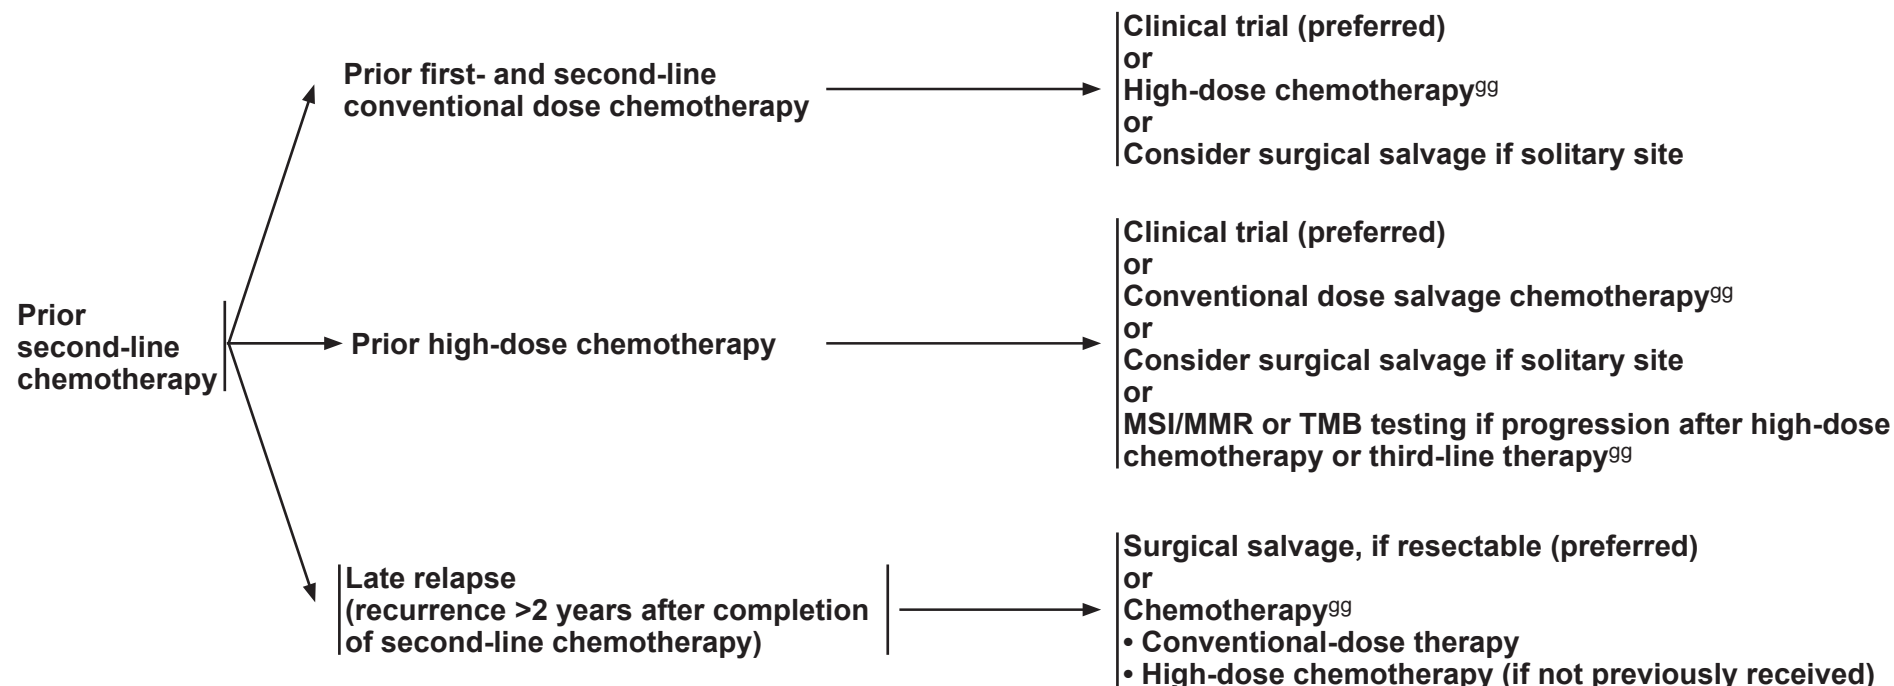 Prior
second-line
chemotherapy
Prior first- and second-line
conventional dose chemotherapy
Clinical trial (preferred)
or
High-dose chemotherapygg
or
Consider surgical salvage if solitary site
Prior high-dose chemotherapy
Clinical trial (preferred)
or
Conventional dose salvage chemotherapygg
or
Consider surgical salvage if solitary site
or
MSI/MMR or TMB testing if progression after high-dose
chemotherapy or third-line therapygg
Late relapse
(recurrence >2 years after completion
of second-line chemotherapy)
Surgical salvage, if resectable (preferred)
or
Chemotherapygg
• Conventional-dose therapy
• High-dose chemotherapy (if not previously received)